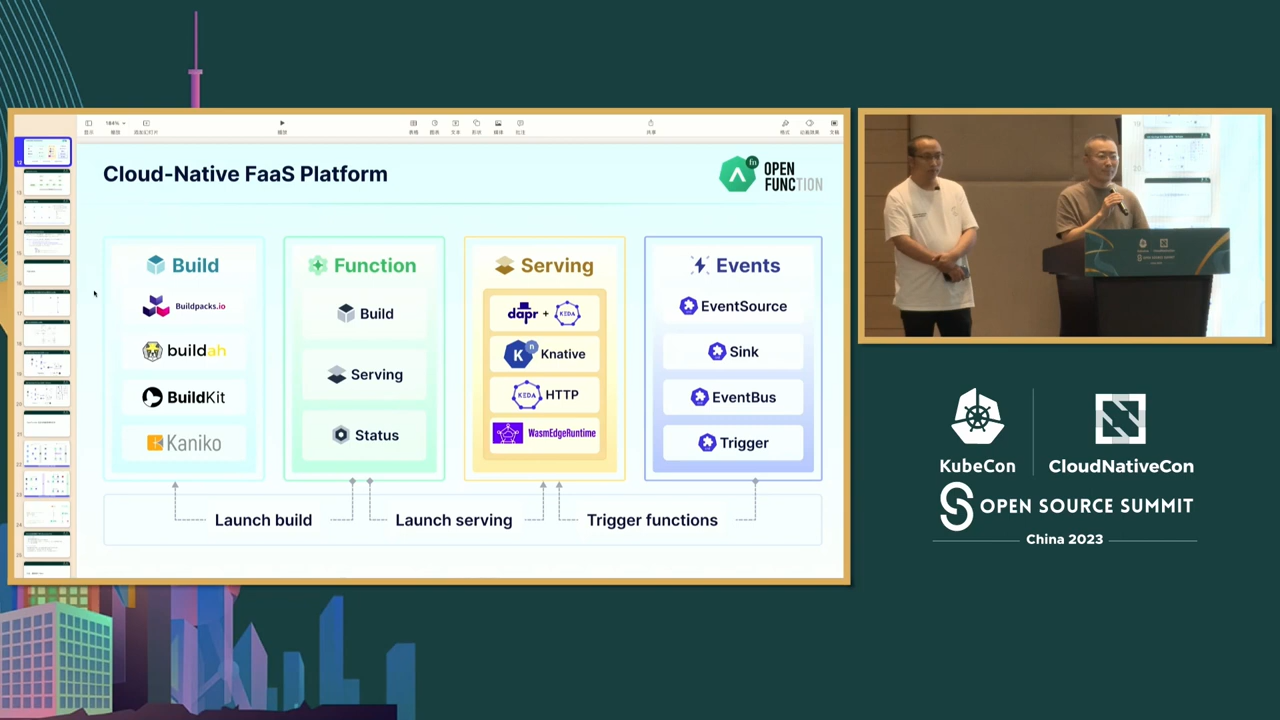 184%
Cloud-Native FaaS Platform
fn
OPEN
FUNCTION
Build
Buildpacks.io
buildah
BuildKit
Kaniko
Function
Build
Serving
Status
Serving
dapr + KEDA
K n Knative
KEDA HTTP
WasmEdgeRuntime
Events
EventSource
Sink
EventBus
Trigger
Launch build
Launch serving
Trigger functions
KubeCon
CloudNativeCon
OPEN SOURCE SUMMIT
China 2023